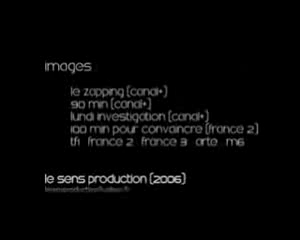 images
le zapping (canal+)
90 min (canal+)
lundi investigation (canal+)
100 min pour convaincre (france 2)
tf1 france 2 france 3 arte m6
le sens production (2006)